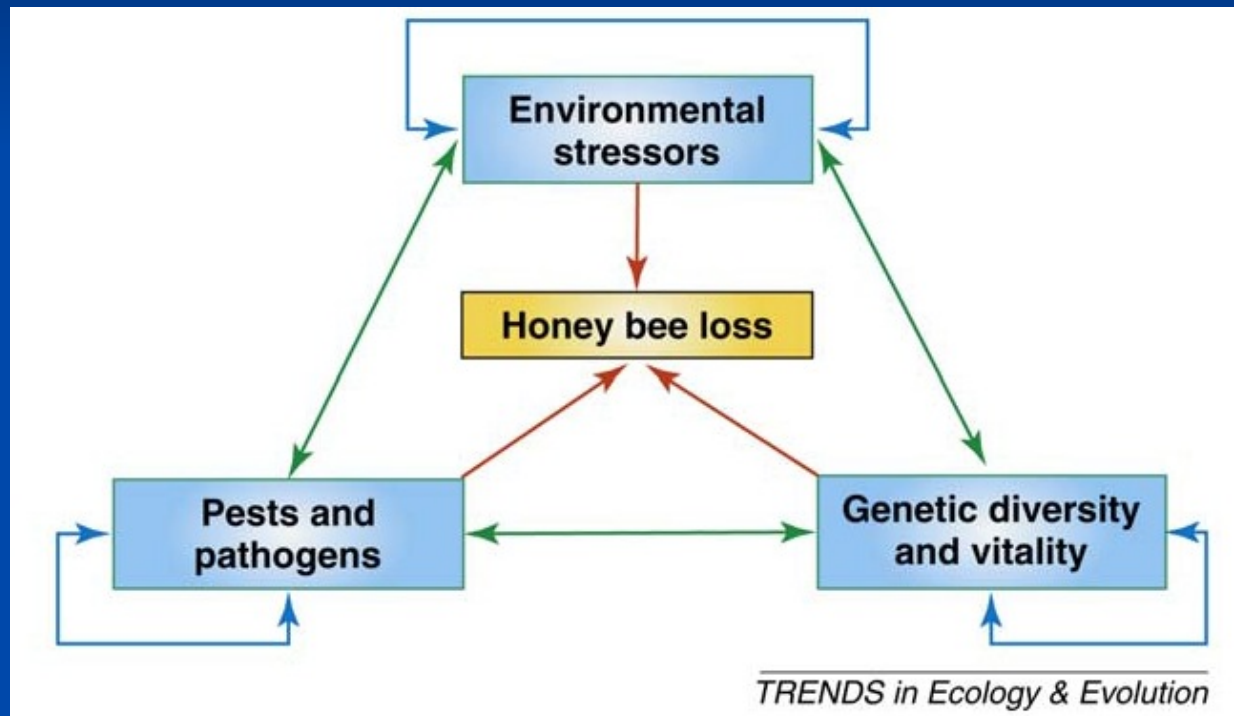 Environmental
stressors
Honey bee loss
Pests and
pathogens
Genetic diversity
and vitality
TRENDS in Ecology & Evolution